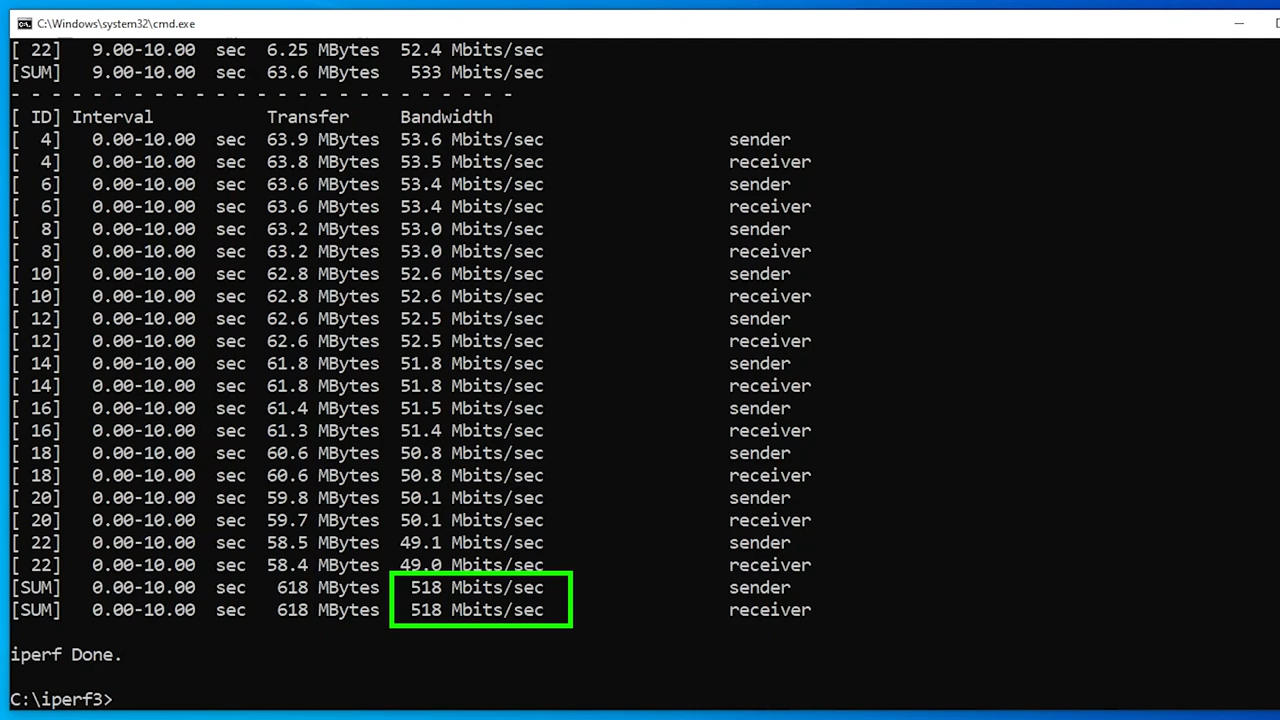 C:\Windows\system32\cmd.exe
[ 22]   9.00-10.00  sec  6.25 MBytes  52.4 Mbits/sec
[SUM]   9.00-10.00  sec  63.6 MBytes   533 Mbits/sec
- - - - - - - - - - - - - - - - - - - - - - - - -
[ ID] Interval           Transfer     Bandwidth
[  4]   0.00-10.00  sec  63.9 MBytes  53.6 Mbits/sec                  sender
[  4]   0.00-10.00  sec  63.8 MBytes  53.5 Mbits/sec                  receiver
[  6]   0.00-10.00  sec  63.6 MBytes  53.4 Mbits/sec                  sender
[  6]   0.00-10.00  sec  63.6 MBytes  53.4 Mbits/sec                  receiver
[  8]   0.00-10.00  sec  63.2 MBytes  53.0 Mbits/sec                  sender
[  8]   0.00-10.00  sec  63.2 MBytes  53.0 Mbits/sec                  receiver
[ 10]   0.00-10.00  sec  62.8 MBytes  52.6 Mbits/sec                  sender
[ 10]   0.00-10.00  sec  62.8 MBytes  52.6 Mbits/sec                  receiver
[ 12]   0.00-10.00  sec  62.6 MBytes  52.5 Mbits/sec                  sender
[ 12]   0.00-10.00  sec  62.6 MBytes  52.5 Mbits/sec                  receiver
[ 14]   0.00-10.00  sec  61.8 MBytes  51.8 Mbits/sec                  sender
[ 14]   0.00-10.00  sec  61.8 MBytes  51.8 Mbits/sec                  receiver
[ 16]   0.00-10.00  sec  61.4 MBytes  51.5 Mbits/sec                  sender
[ 16]   0.00-10.00  sec  61.3 MBytes  51.4 Mbits/sec                  receiver
[ 18]   0.00-10.00  sec  60.6 MBytes  50.8 Mbits/sec                  sender
[ 18]   0.00-10.00  sec  60.6 MBytes  50.8 Mbits/sec                  receiver
[ 20]   0.00-10.00  sec  59.8 MBytes  50.1 Mbits/sec                  sender
[ 20]   0.00-10.00  sec  59.7 MBytes  50.1 Mbits/sec                  receiver
[ 22]   0.00-10.00  sec  58.5 MBytes  49.1 Mbits/sec                  sender
[ 22]   0.00-10.00  sec  58.4 MBytes  49.0 Mbits/sec                  receiver
[SUM]   0.00-10.00  sec   618 MBytes   518 Mbits/sec                  sender
[SUM]   0.00-10.00  sec   618 MBytes   518 Mbits/sec                  receiver
iperf Done.
C:\iperf3>